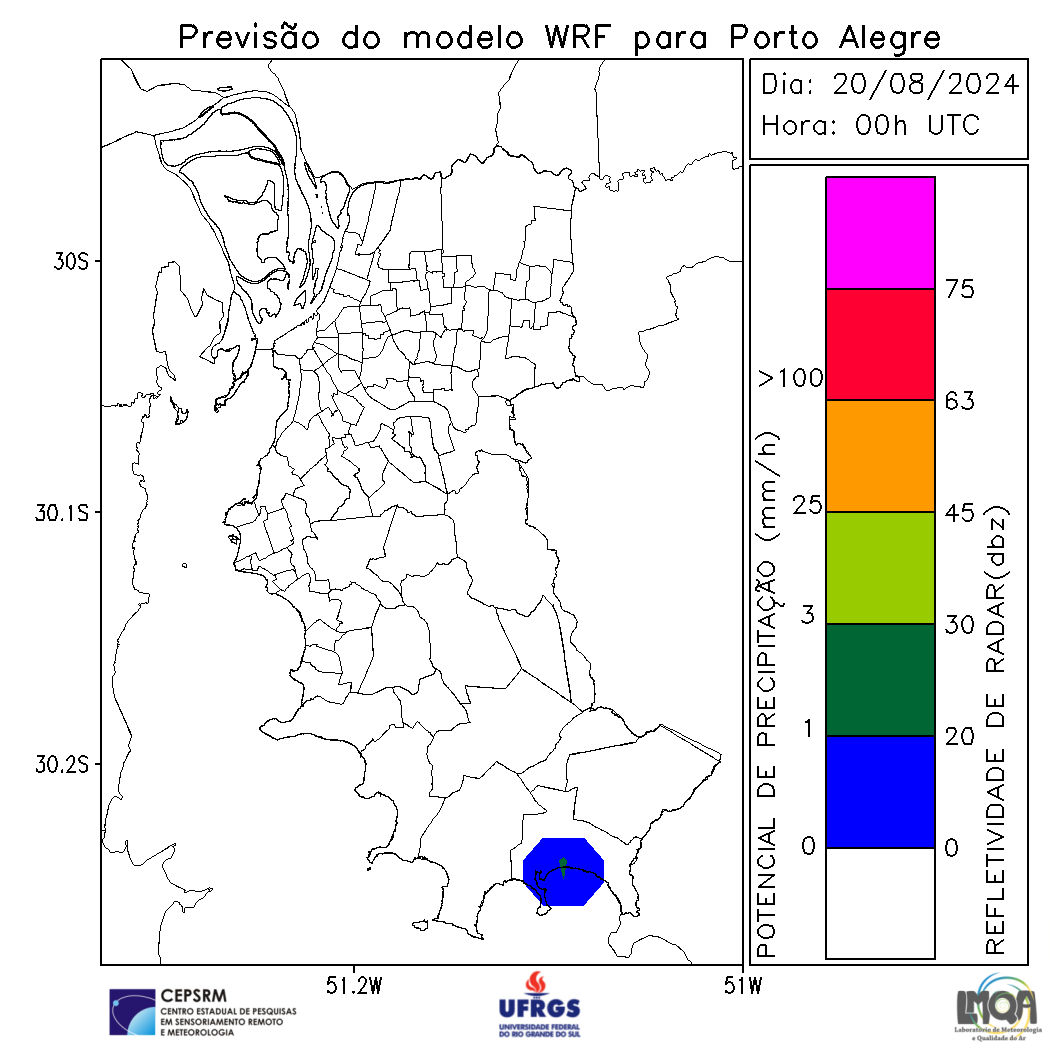 Previsão do modelo WRF para Porto Alegre
Dia: 20/08/2024
Hora: 00h UTC
30S
30.1S
30.2S
51.2W
51W
POTENCIAL DE PRECIPITAÇÃO (mm/h)
>100
25
3
1
0
75
63
45
30
20
0
REFLETIVIDADE DE RADAR(dbz)
CEPSRM
CENTRO ESTADUAL DE PESQUISAS
EM SENSORIAMENTO REMOTO
E METEOROLOGIA
UFRGS
UNIVERSIDADE FEDERAL
DO RIO GRANDE DO SUL
LMQA
Laboratório de Meteorologia
e Qualidade do Ar